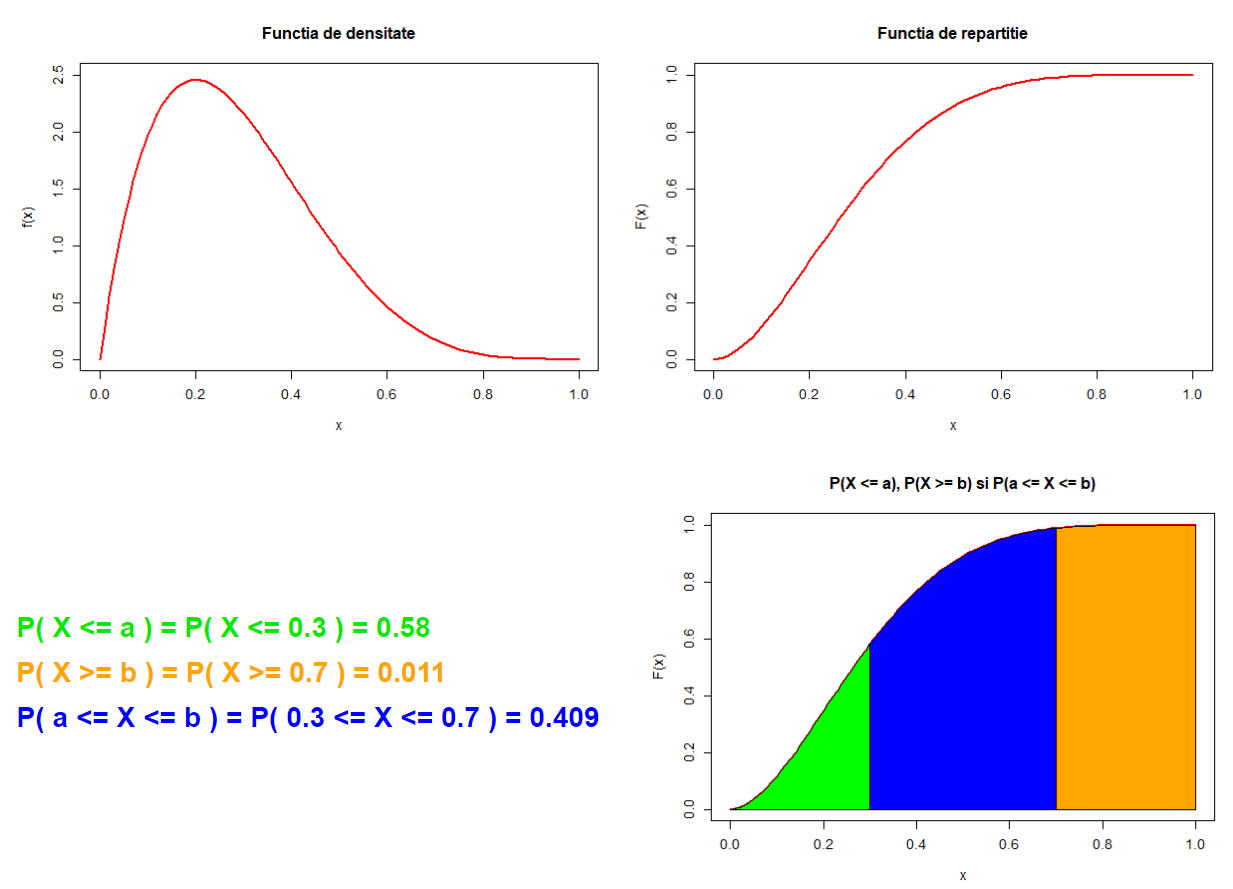 Functia de densitate
f(x)
2.5
2.0
1.5
1.0
0.5
0.0
0.0 0.2 0.4 0.6 0.8 1.0
x
Functia de repartitie
F(x)
1.0
0.8
0.6
0.4
0.2
0.0
0.0 0.2 0.4 0.6 0.8 1.0
x
P( X <= a ) = P( X <= 0.3 ) = 0.58
P( X >= b ) = P( X >= 0.7 ) = 0.011
P( a <= X <= b ) = P( 0.3 <= X <= 0.7 ) = 0.409
P(X <= a), P(X >= b) si P(a <= X <= b)
F(x)
1.0
0.8
0.6
0.4
0.2
0.0
0.0 0.2 0.4 0.6 0.8 1.0
x